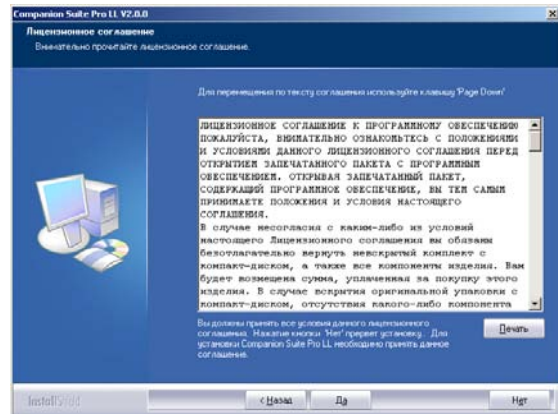 Companion Suite Pro LL V2.0.0
Лицензионное соглашение
Внимательно прочитайте лицензионное соглашение.
Для перемещения по тексту соглашения используйте клавишу 'Page Down'
ЛИЦЕНЗИОННОЕ СОГЛАШЕНИЕ К ПРОГРАММНОМУ ОБЕСПЕЧЕНИЮ
ПОЖАЛУЙСТА, ВНИМАТЕЛЬНО ОЗНАКОМЬТЕСЬ С ПОЛОЖЕНИЯМИ
И УСЛОВИЯМИ ДАННОГО ЛИЦЕНЗИОННОГО СОГЛАШЕНИЯ ПЕРЕД
ОТКРЫТИЕМ ЗАПЕЧАТАННОГО ПАКЕТА С ПРОГРАММНЫМ
ОБЕСПЕЧЕНИЕМ. ОТКРЫВАЯ ЗАПЕЧАТАННЫЙ ПАКЕТ,
СОДЕРЖАЩИЙ ПРОГРАММНОЕ ОБЕСПЕЧЕНИЕ, ВЫ ТЕМ САМЫМ
ПРИНИМАЕТЕ ПОЛОЖЕНИЯ И УСЛОВИЯ НАСТОЯЩЕГО
СОГЛАШЕНИЯ.
В случае несогласия с каким-либо из условий
настоящего Лицензионного соглашения вы обязаны
безотлагательно вернуть невскрытый комплект с
компакт-диском, а также все компоненты изделия. Вам
будет возмещена сумма, уплаченная за покупку этого
изделия. В случае вскрытия оригинальной упаковки с
компакт-диском, отсутствия какого-либо компонента
Вы должны принять все условия данного лицензионного
соглашения. Нажатие кнопки 'Нет' прервет установку. Для
установки Companion Suite Pro LL необходимо принять данное
соглашение.
Печать
InstallShield
< Назад
Да
Нет